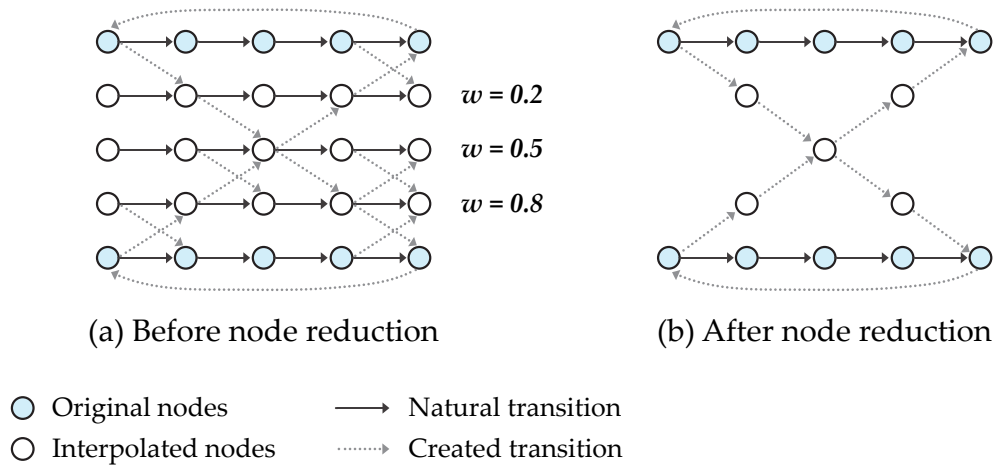 w = 0.2
w = 0.5
w = 0.8
(a) Before node reduction
(b) After node reduction
Original nodes
Natural transition
Interpolated nodes
Created transition